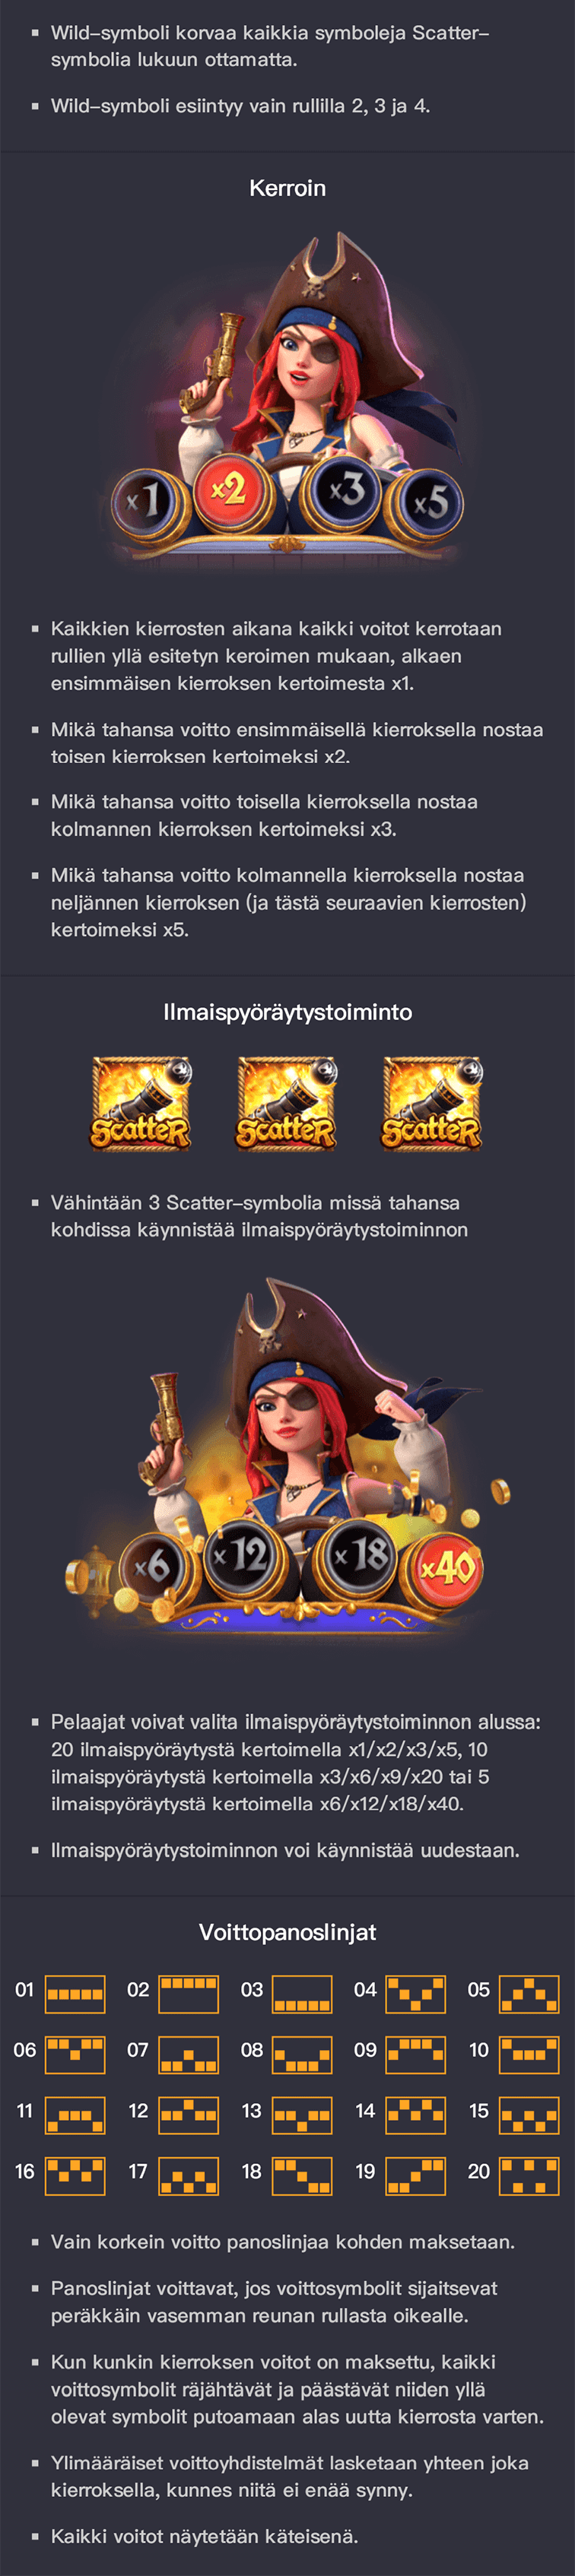 Wild-symboli korvaa kaikkia symboleja Scatter-
symbolia lukuun ottamatta.
Wild-symboli esiintyy vain rullilla 2, 3 ja 4.
Kerroin
x1
x2
x3
x5
Kaikkien kierrosten aikana kaikki voitot kerrotaan
rullien yllä esitetyn keroimen mukaan, alkaen
ensimmäisen kierroksen kertoimesta x1.
Mikä tahansa voitto ensimmäisellä kierroksella nostaa
toisen kierroksen kertoimeksi x2.
Mikä tahansa voitto toisella kierroksella nostaa
kolmannen kierroksen kertoimeksi x3.
Mikä tahansa voitto kolmannella kierroksella nostaa
neljännen kierroksen (ja tästä seuraavien kierrosten)
kertoimeksi x5.
Ilmaispyöräytystoiminto
Scatter
Scatter
Scatter
Vähintään 3 Scatter-symbolia missä tahansa
kohdissa käynnistää ilmaispyöräytystoiminnon
x6
x12
x18
x40
Pelaajat voivat valita ilmaispyöräytystoiminnon alussa:
20 ilmaispyöräytystä kertoimella x1/x2/x3/x5, 10
ilmaispyöräytystä kertoimella x3/x6/x9/x20 tai 5
ilmaispyöräytystä kertoimella x6/x12/x18/x40.
Ilmaispyöräytystoiminnon voi käynnistää uudestaan.
Voittopanoslinjat
01 02 03 04 05
06 07 08 09 10
11 12 13 14 15
16 17 18 19 20
Vain korkein voitto panoslinjaa kohden maksetaan.
Panoslinjat voittavat, jos voittosymbolit sijaitsevat
peräkkäin vasemman reunan rullasta oikealle.
Kun kunkin kierroksen voitot on maksettu, kaikki
voittosymbolit räjähtävät ja päästävät niiden yllä
olevat symbolit putoamaan alas uutta kierrosta varten.
Ylimääräiset voittoyhdistelmät lasketaan yhteen joka
kierroksella, kunnes niitä ei enää synny.
Kaikki voitot näytetään käteisenä.